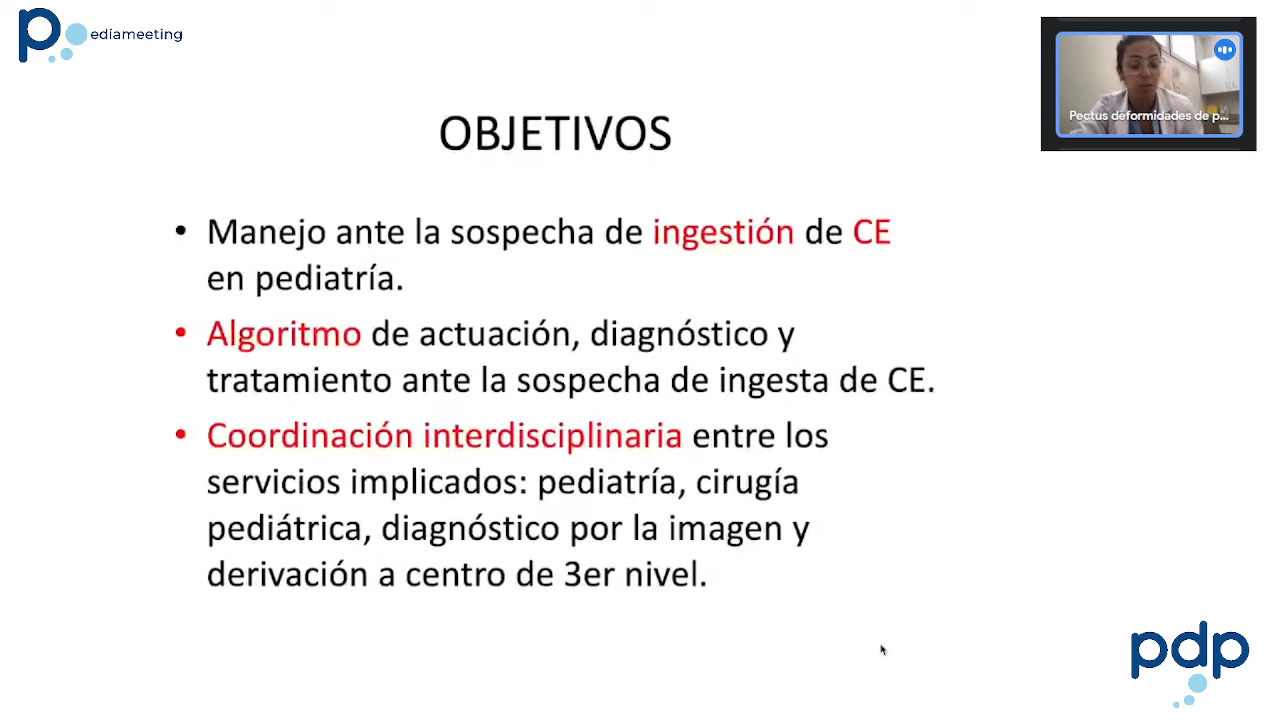 pediameeting
Pectus deformidades de p...
OBJETIVOS
• Manejo ante la sospecha de ingestión de CE
en pediatría.
• Algoritmo de actuación, diagnóstico y
tratamiento ante la sospecha de ingesta de CE.
• Coordinación interdisciplinaria entre los
servicios implicados: pediatría, cirugía
pediátrica, diagnóstico por la imagen y
derivación a centro de 3er nivel.
pdp